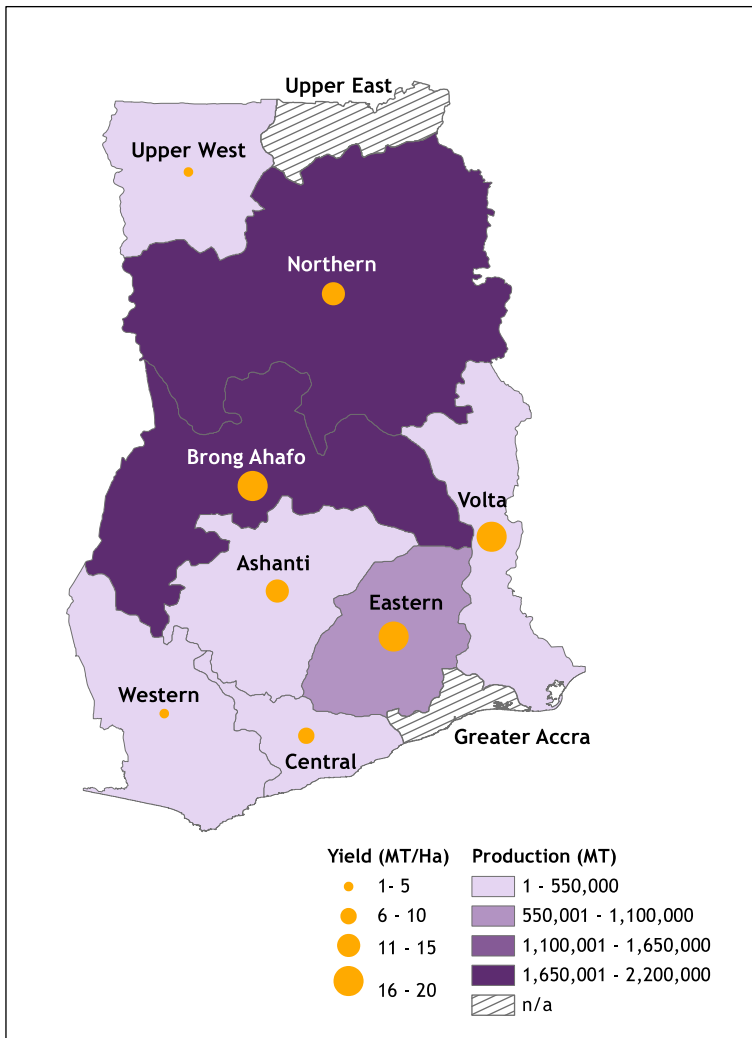 Upper East
Upper West
Northern
Brong Ahafo
Volta
Ashanti
Eastern
Western
Central
Greater Accra
Yield (MT/Ha)
1- 5
6 - 10
11 - 15
16 - 20
Production (MT)
1 - 550,000
550,001 - 1,100,000
1,100,001 - 1,650,000
1,650,001 - 2,200,000
n/a